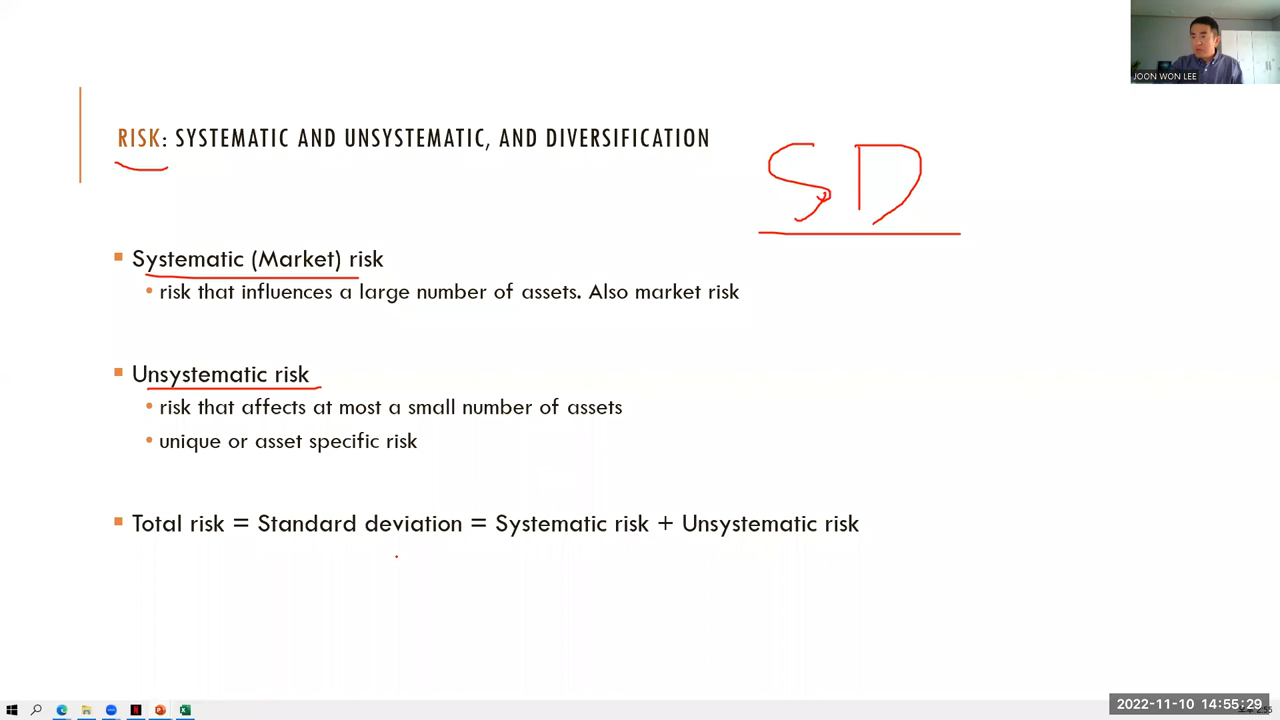 JOON WON LEE
RISK: SYSTEMATIC AND UNSYSTEMATIC, AND DIVERSIFICATION
SD
Systematic (Market) risk
risk that influences a large number of assets. Also market risk
Unsystematic risk
risk that affects at most a small number of assets
unique or asset specific risk
Total risk = Standard deviation = Systematic risk + Unsystematic risk
2022-11-10 14:55:29